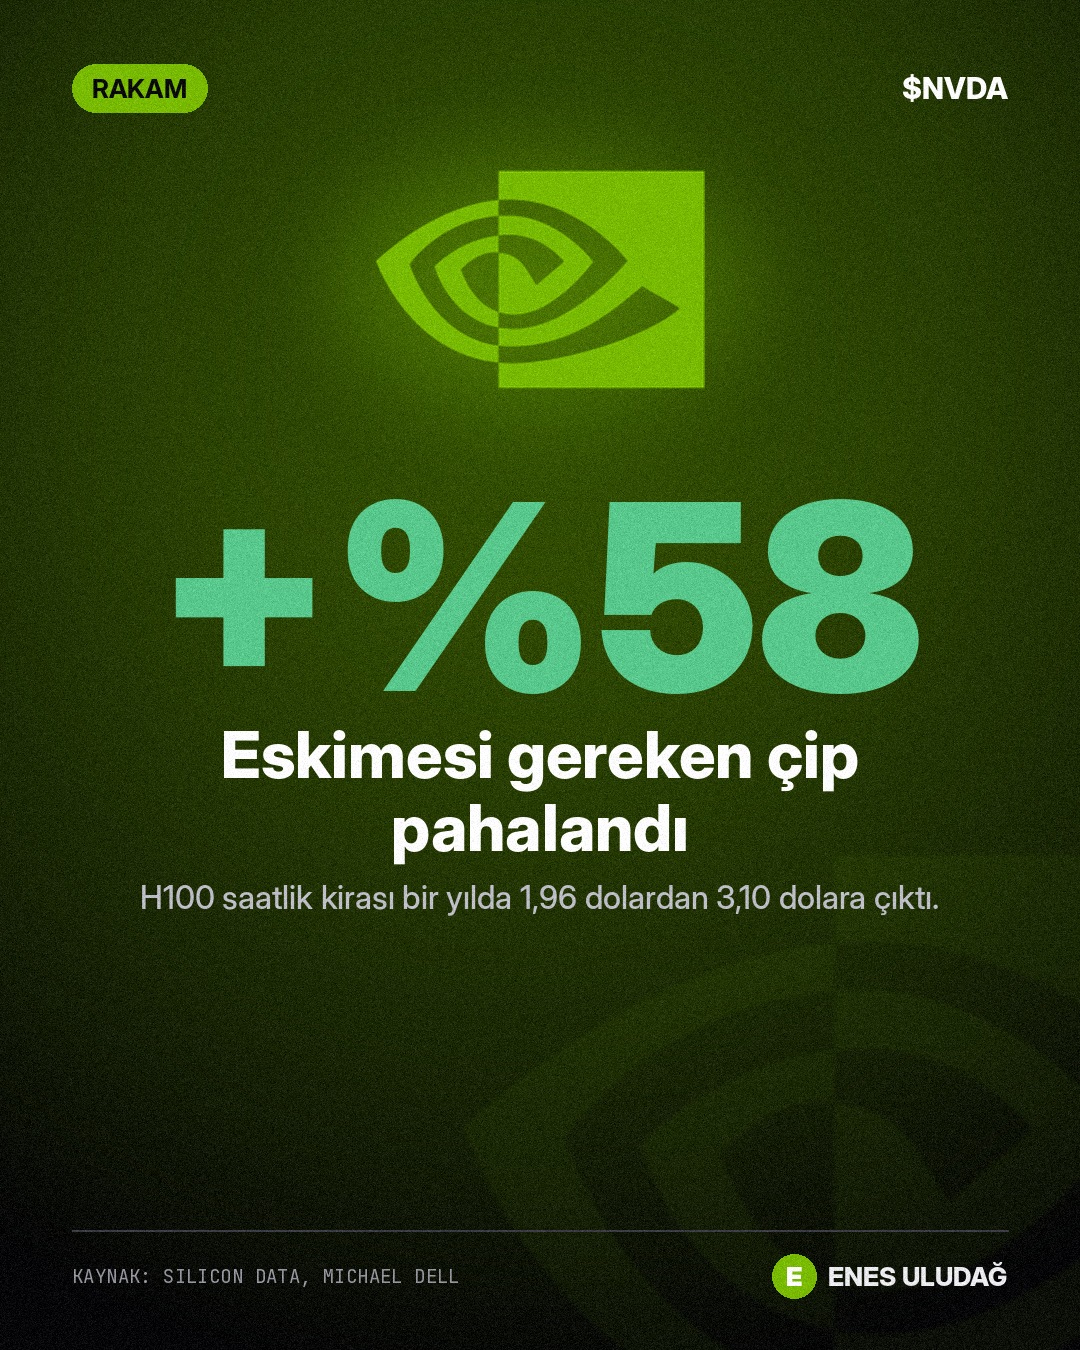 RAKAM
$NVDA
+%58
Eskimesi gereken çip
pahalandı
H100 saatlik kirası bir yılda 1,96 dolardan 3,10 dolara çıktı.
KAYNAK: SILICON DATA, MICHAEL DELL
E ENES ULUDAĞ